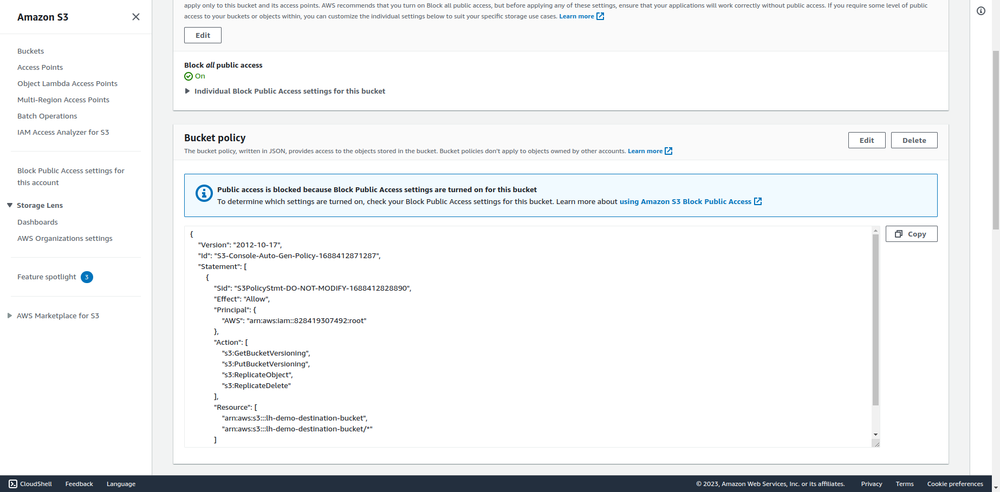 Amazon S3
Buckets
Access Points
Object Lambda Access Points
Multi-Region Access Points
Batch Operations
IAM Access Analyzer for S3
Block Public Access settings for
this account
Storage Lens
Dashboards
AWS Organizations settings
Feature spotlight 3
AWS Marketplace for S3
apply only to this bucket and its access points. AWS recommends that you turn on Block all public access, but before applying any of these settings, ensure that your applications will work correctly without public access. If you require some level of public
access to your buckets or objects within, you can customize the individual settings below to suit your specific storage use cases. Learn more
Edit
Block all public access
On
Individual Block Public Access settings for this bucket
Bucket policy
Edit
Delete
The bucket policy, written in JSON, provides access to the objects stored in the bucket. Bucket policies don't apply to objects owned by other accounts. Learn more
Public access is blocked because Block Public Access settings are turned on for this bucket
To determine which settings are turned on, check your Block Public Access settings for this bucket. Learn more about using Amazon S3 Block Public Access
Copy
{
"Version": "2012-10-17",
"Id": "S3-Console-Auto-Gen-Policy-1688412871287",
"Statement": [
{
"Sid": "S3PolicyStmt-DO-NOT-MODIFY-1688412828890",
"Effect": "Allow",
"Principal": {
"AWS": "arn:aws:iam::828419307492:root"
},
"Action": [
"s3:GetBucketVersioning",
"s3:PutBucketVersioning",
"s3:ReplicateObject",
"s3:ReplicateDelete"
],
"Resource": [
"arn:aws:s3:::lh-demo-destination-bucket",
"arn:aws:s3:::lh-demo-destination-bucket/*"
]
CloudShell Feedback Language © 2023, Amazon Web Services, Inc. or its affiliates. Privacy Terms Cookie preferences